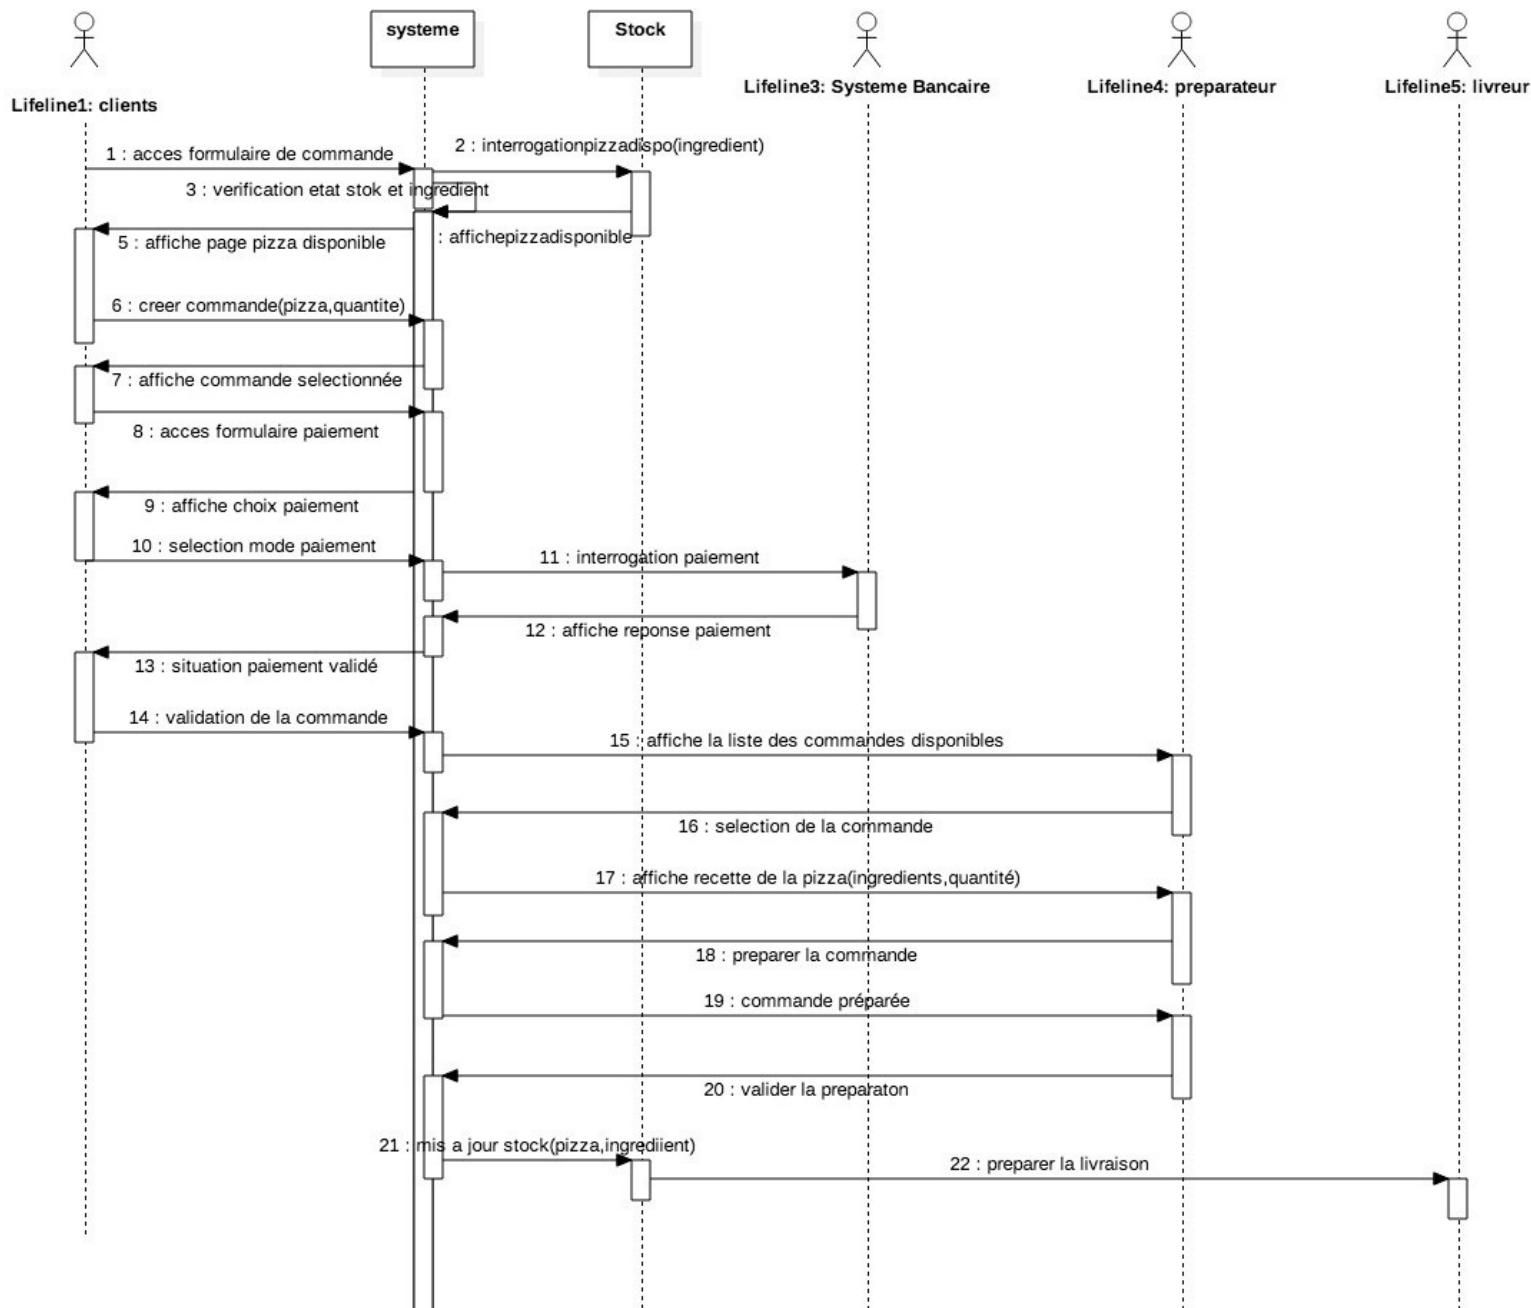 systeme
Stock
Lifeline1: clients
Lifeline3: Systeme Bancaire
Lifeline4: preparateur
Lifeline5: livreur
1 : acces formulaire de commande
2 : interrogationpizzadispo(ingredient)
3 : verification etat stok et ingredient
: affichepizzadisponible
5 : affiche page pizza disponible
6 : creer commande(pizza,quantite)
7 : affiche commande selectionnée
8 : acces formulaire paiement
9 : affiche choix paiement
10 : selection mode paiement
11 : interrogation paiement
12 : affiche reponse paiement
13 : situation paiement validé
14 : validation de la commande
15 : affiche la liste des commandes disponibles
16 : selection de la commande
17 : affiche recette de la pizza(ingredients,quantité)
18 : preparer la commande
19 : commande préparée
20 : valider la preparaton
21 : mis a jour stock(pizza,ingrediient)
22 : preparer la livraison